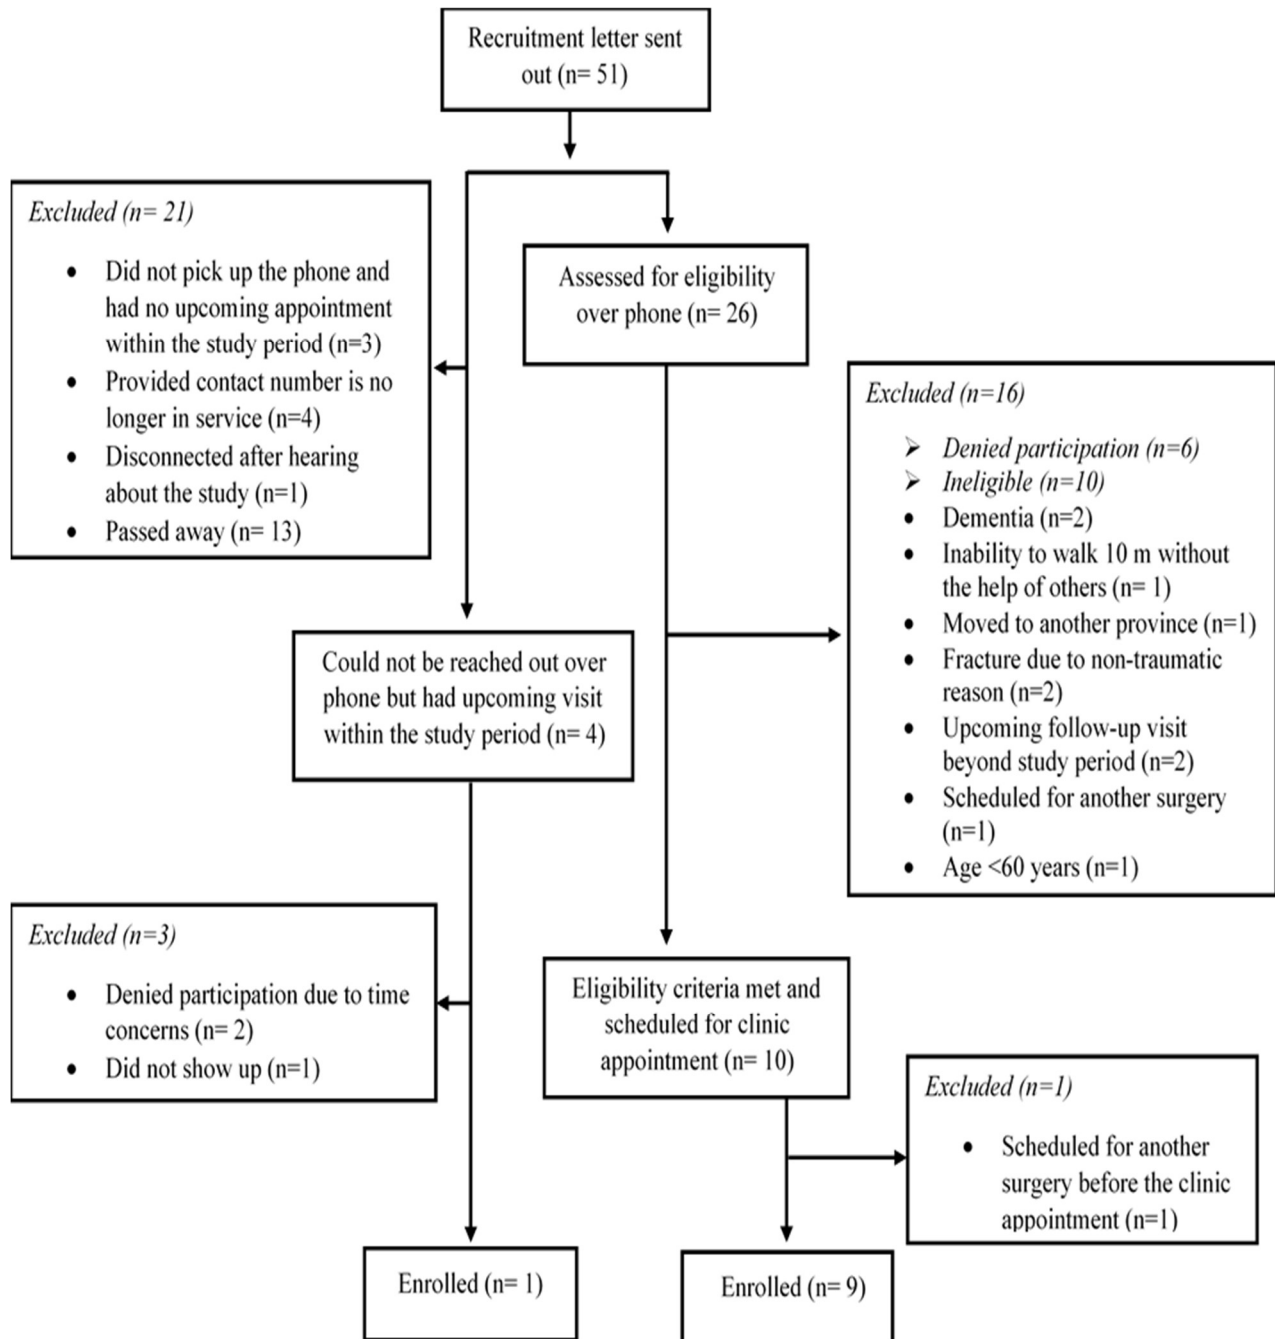 Recruitment letter sent
out (n= 51)
Excluded (n= 21)
• Did not pick up the phone and
had no upcoming appointment
within the study period (n=3)
• Provided contact number is no
longer in service (n=4)
• Disconnected after hearing
about the study (n=1)
• Passed away (n= 13)
Assessed for eligibility
over phone (n= 26)
Excluded (n=16)
➢ Denied participation (n=6)
➢ Ineligible (n=10)
• Dementia (n=2)
• Inability to walk 10 m without
the help of others (n= 1)
• Moved to another province (n=1)
• Fracture due to non-traumatic
reason (n=2)
• Upcoming follow-up visit
beyond study period (n=2)
• Scheduled for another surgery
(n=1)
• Age <60 years (n=1)
Could not be reached out over
phone but had upcoming visit
within the study period (n= 4)
Excluded (n=3)
• Denied participation due to time
concerns (n= 2)
• Did not show up (n=1)
Eligibility criteria met and
scheduled for clinic
appointment (n= 10)
Excluded (n=1)
• Scheduled for another
surgery before the clinic
appointment (n=1)
Enrolled (n= 1)
Enrolled (n= 9)